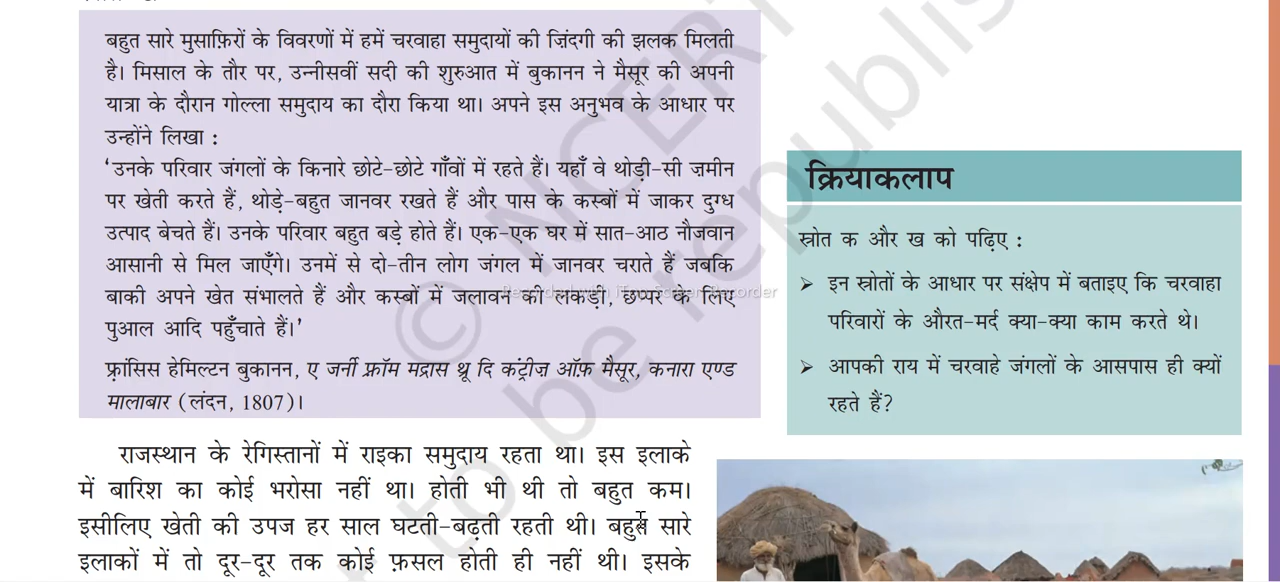 बहुत सारे मुसाफ़िरों के विवरणों में हमें चरवाहा समुदायों की ज़िंदगी की झलक मिलती
है। मिसाल के तौर पर, उन्नीसवीं सदी की शुरुआत में बुकानन ने मैसूर की अपनी
यात्रा के दौरान गोल्ला समुदाय का दौरा किया था। अपने इस अनुभव के आधार पर
उन्होंने लिखा :
‘उनके परिवार जंगलों के किनारे छोटे-छोटे गाँवों में रहते हैं। यहाँ वे थोड़ी-सी ज़मीन
पर खेती करते हैं, थोड़े-बहुत जानवर रखते हैं और पास के कस्बों में जाकर दुग्ध
उत्पाद बेचते हैं। उनके परिवार बहुत बड़े होते हैं। एक-एक घर में सात-आठ नौजवान
आसानी से मिल जाएँगे। उनमें से दो-तीन लोग जंगल में जानवर चराते हैं जबकि
बाकी अपने खेत संभालते हैं और कस्बों में जलावन की लकड़ी, छप्पर के लिए
पुआल आदि पहुँचाते हैं।’
फ़्रांसिस हेमिल्टन बुकानन, ए जर्नी फ्रॉम मद्रास थ्रू दि कंट्रीज ऑफ़ मैसूर, कनारा एण्ड
मालाबार (लंदन, 1807)।
राजस्थान के रेगिस्तानों में राइका समुदाय रहता था। इस इलाके
में बारिश का कोई भरोसा नहीं था। होती भी थी तो बहुत कम।
इसीलिए खेती की उपज हर साल घटती-बढ़ती रहती थी। बहुत सारे
इलाकों में तो दूर-दूर तक कोई फ़सल होती ही नहीं थी। इसके
क्रियाकलाप
स्रोत क और ख को पढ़िए :
➢ इन स्रोतों के आधार पर संक्षेप में बताइए कि चरवाहा
परिवारों के औरत-मर्द क्या-क्या काम करते थे।
➢ आपकी राय में चरवाहे जंगलों के आसपास ही क्यों
रहते हैं?
© NCERT
to be republis